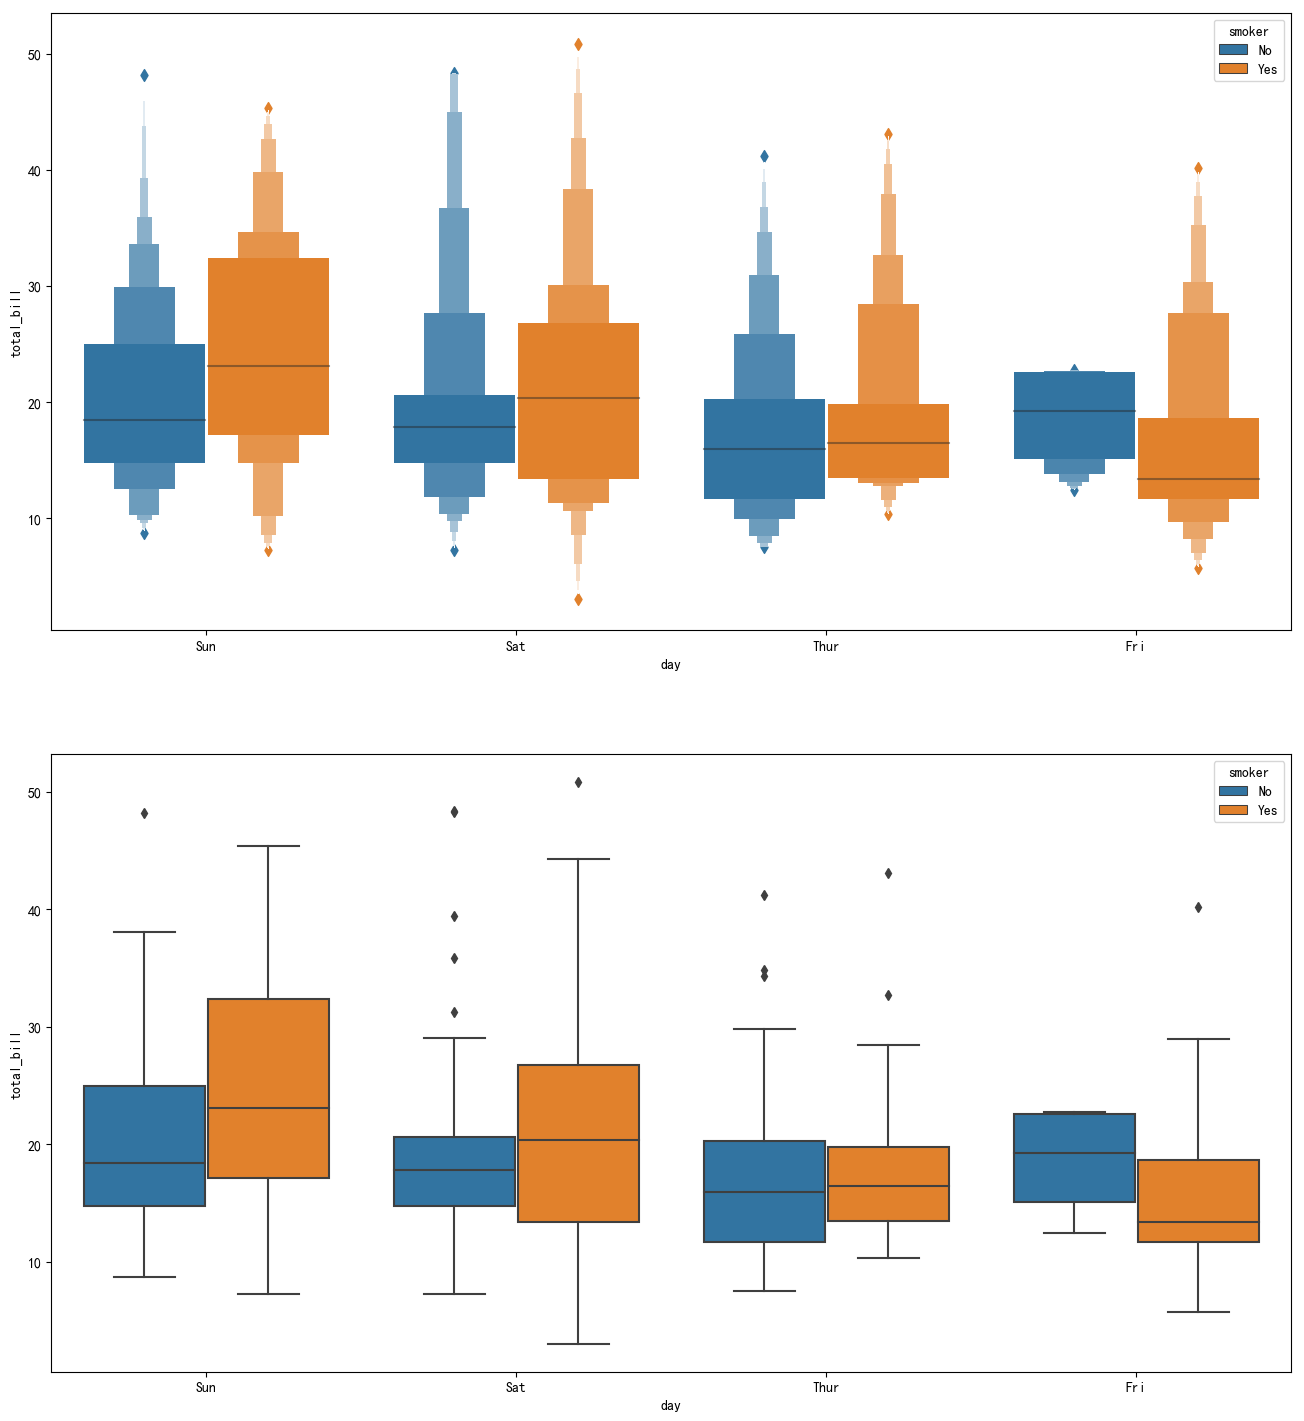 smoker
No
Yes
50
40
30
20
10
total_bill
Sun Sat Thur Fri
day
smoker
No
Yes
50
40
30
20
10
total_bill
Sun Sat Thur Fri
day